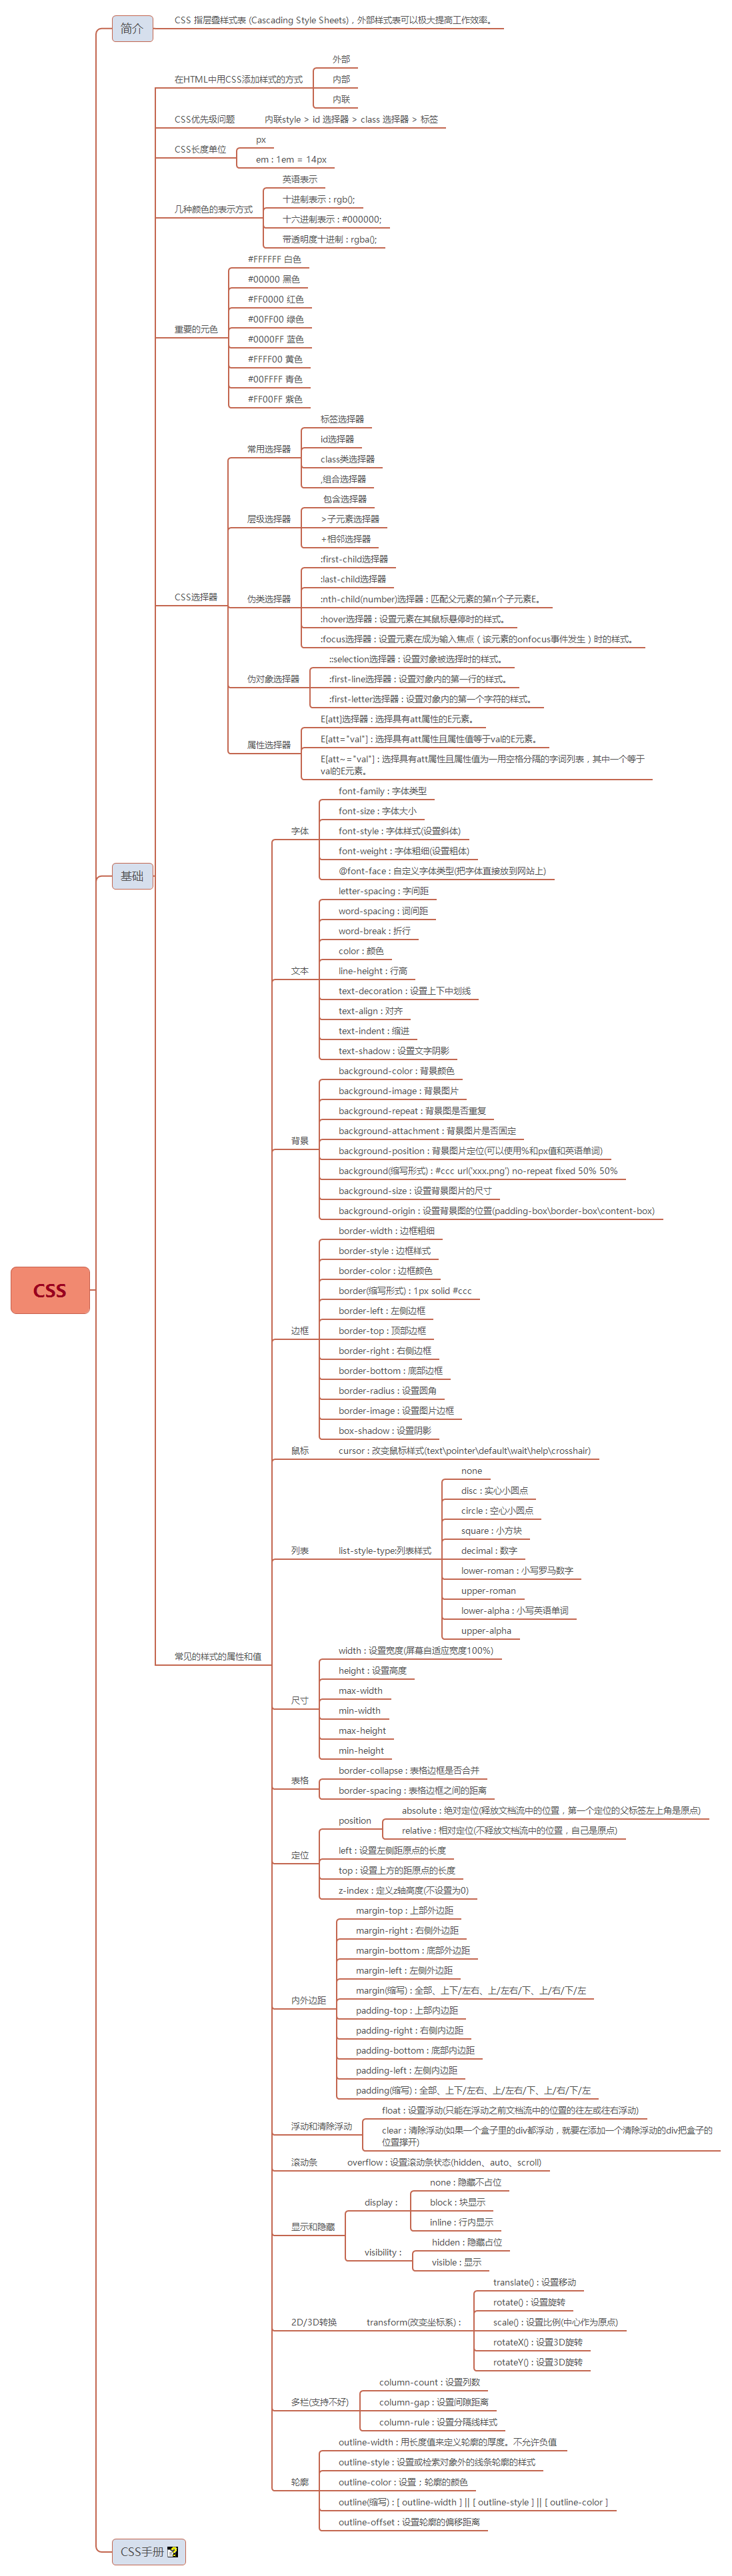 简介
CSS 指层叠样式表 (Cascading Style Sheets)，外部样式表可以极大提高工作效率。
在HTML中用CSS添加样式的方式
外部
内部
内联
CSS优先级问题
内联style > id 选择器 > class 选择器 > 标签
CSS长度单位
px
em : 1em = 14px
几种颜色的表示方式
英语表示
十进制表示 : rgb();
十六进制表示 : #000000;
带透明度十进制 : rgba();
重要的元色
#FFFFFF 白色
#00000 黑色
#FF0000 红色
#00FF00 绿色
#0000FF 蓝色
#FFFF00 黄色
#00FFFF 青色
#FF00FF 紫色
CSS选择器
常用选择器
标签选择器
id选择器
class类选择器
,组合选择器
层级选择器
包含选择器
>子元素选择器
+相邻选择器
伪类选择器
:first-child选择器
:last-child选择器
:nth-child(number)选择器 : 匹配父元素的第n个子元素E。
:hover选择器 : 设置元素在其鼠标悬停时的样式。
:focus选择器 : 设置元素在成为输入焦点（该元素的onfocus事件发生）时的样式。
伪对象选择器
::selection选择器 : 设置对象被选择时的样式。
:first-line选择器 : 设置对象内的第一行的样式。
:first-letter选择器 : 设置对象内的第一个字符的样式。
属性选择器
E[att]选择器 : 选择具有att属性的E元素。
E[att="val"] : 选择具有att属性且属性值等于val的E元素。
E[att~="val"] : 选择具有att属性且属性值为一用空格分隔的字词列表，其中一个等于
val的E元素。
基础
常见的样式的属性和值
字体
font-family : 字体类型
font-size : 字体大小
font-style : 字体样式(设置斜体)
font-weight : 字体粗细(设置粗体)
@font-face : 自定义字体类型(把字体直接放到网站上)
文本
letter-spacing : 字间距
word-spacing : 词间距
word-break : 折行
color : 颜色
line-height : 行高
text-decoration : 设置上下中划线
text-align : 对齐
text-indent : 缩进
text-shadow : 设置文字阴影
背景
background-color : 背景颜色
background-image : 背景图片
background-repeat : 背景图是否重复
background-attachment : 背景图片是否固定
background-position : 背景图片定位(可以使用%和px值和英语单词)
background(缩写形式) : #ccc url('xxx.png') no-repeat fixed 50% 50%
background-size : 设置背景图片的尺寸
background-origin : 设置背景图的位置(padding-box\border-box\content-box)
CSS
边框
border-width : 边框粗细
border-style : 边框样式
border-color : 边框颜色
border(缩写形式) : 1px solid #ccc
border-left : 左侧边框
border-top : 顶部边框
border-right : 右侧边框
border-bottom : 底部边框
border-radius : 设置圆角
border-image : 设置图片边框
box-shadow : 设置阴影
鼠标
cursor : 改变鼠标样式(text\pointer\default\wait\help\crosshair)
列表
list-style-type:列表样式
none
disc : 实心小圆点
circle : 空心小圆点
square : 小方块
decimal : 数字
lower-roman : 小写罗马数字
upper-roman
lower-alpha : 小写英语单词
upper-alpha
尺寸
width : 设置宽度(屏幕自适应宽度100%)
height : 设置高度
max-width
min-width
max-height
min-height
表格
border-collapse : 表格边框是否合并
border-spacing : 表格边框之间的距离
定位
position
absolute : 绝对定位(释放文档流中的位置，第一个定位的父标签左上角是原点)
relative : 相对定位(不释放文档流中的位置，自己是原点)
left : 设置左侧距原点的长度
top : 设置上方的距原点的长度
z-index : 定义z轴高度(不设置为0)
内外边距
margin-top : 上部外边距
margin-right : 右侧外边距
margin-bottom : 底部外边距
margin-left : 左侧外边距
margin(缩写) : 全部、上下/左右、上/左右/下、上/右/下/左
padding-top : 上部内边距
padding-right : 右侧内边距
padding-bottom : 底部内边距
padding-left : 左侧内边距
padding(缩写) : 全部、上下/左右、上/左右/下、上/右/下/左
浮动和清除浮动
float : 设置浮动(只能在浮动之前文档流中的位置的往左或往右浮动)
clear : 清除浮动(如果一个盒子里的div都浮动，就要在添加一个清除浮动的div把盒子的
位置撑开)
滚动条
overflow : 设置滚动条状态(hidden、auto、scroll)
显示和隐藏
display :
none : 隐藏不占位
block : 块显示
inline : 行内显示
visibility :
hidden : 隐藏占位
visible : 显示
2D/3D转换
transform(改变坐标系) :
translate() : 设置移动
rotate() : 设置旋转
scale() : 设置比例(中心作为原点)
rotateX() : 设置3D旋转
rotateY() : 设置3D旋转
多栏(支持不好)
column-count : 设置列数
column-gap : 设置间隙距离
column-rule : 设置分隔线样式
轮廓
outline-width : 用长度值来定义轮廓的厚度。不允许负值
outline-style : 设置或检索对象外的线条轮廓的样式
outline-color : 设置；轮廓的颜色
outline(缩写) : [ outline-width ] || [ outline-style ] || [ outline-color ]
outline-offset : 设置轮廓的偏移距离
CSS手册